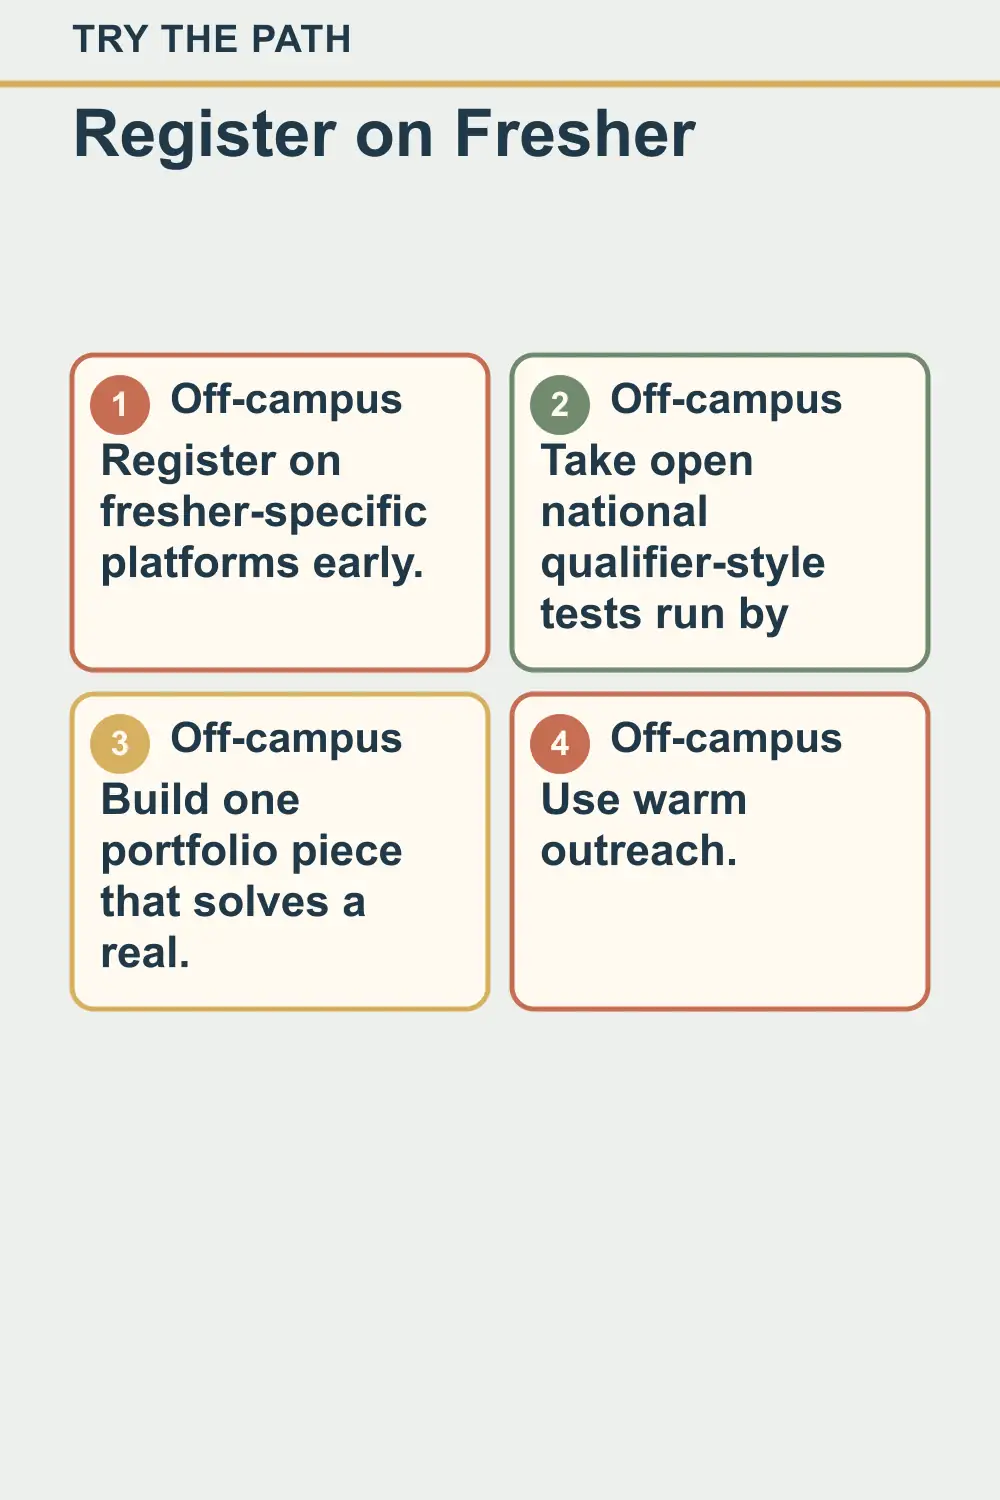 TRY THE PATH
Register on Fresher
1 Off-campus
Register on
fresher-specific
platforms early.
2 Off-campus
Take open
national
qualifier-style
tests run by
3 Off-campus
Build one
portfolio piece
that solves a
real.
4 Off-campus
Use warm
outreach.